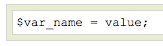 $var_name = value;